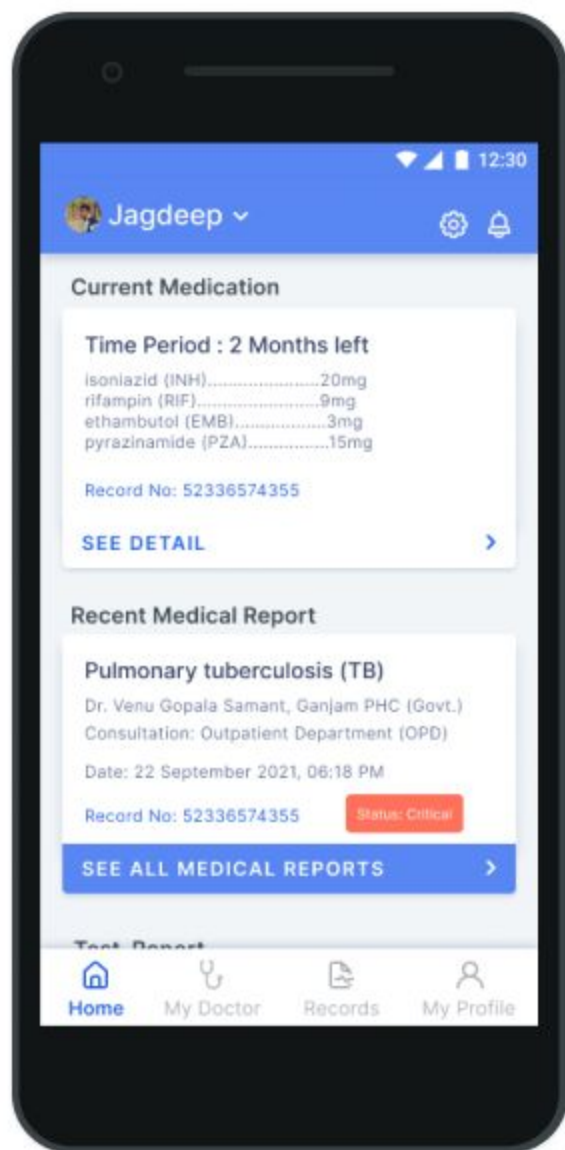 12:30
Jagdeep
Current Medication
Time Period : 2 Months left
isoniazid (INH)......................20mg
rifampin (RIF)......................9mg
ethambutol (EMB)..................3mg
pyrazinamide (PZA)................15mg
Record No: 52336574355
SEE DETAIL
Recent Medical Report
Pulmonary tuberculosis (TB)
Dr. Venu Gopala Samant, Ganjam PHC (Govt.)
Consultation: Outpatient Department (OPD)
Date: 22 September 2021, 06:18 PM
Record No: 52336574355 Status: Critical
SEE ALL MEDICAL REPORTS
Test Report
Home My Doctor Records My Profile